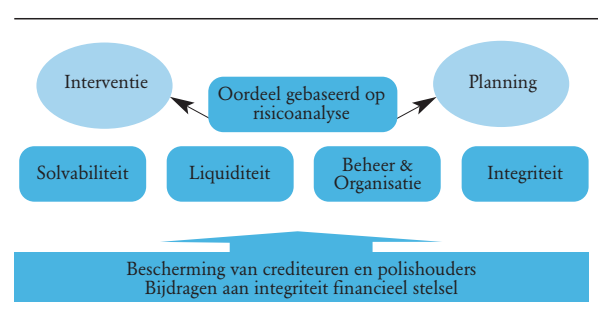 Interventie
Oordeel gebaseerd op
risicoanalyse
Planning
Solvabiliteit
Liquiditeit
Beheer &
Organisatie
Integriteit
Bescherming van crediteuren en polishouders
Bijdragen aan integriteit financieel stelsel